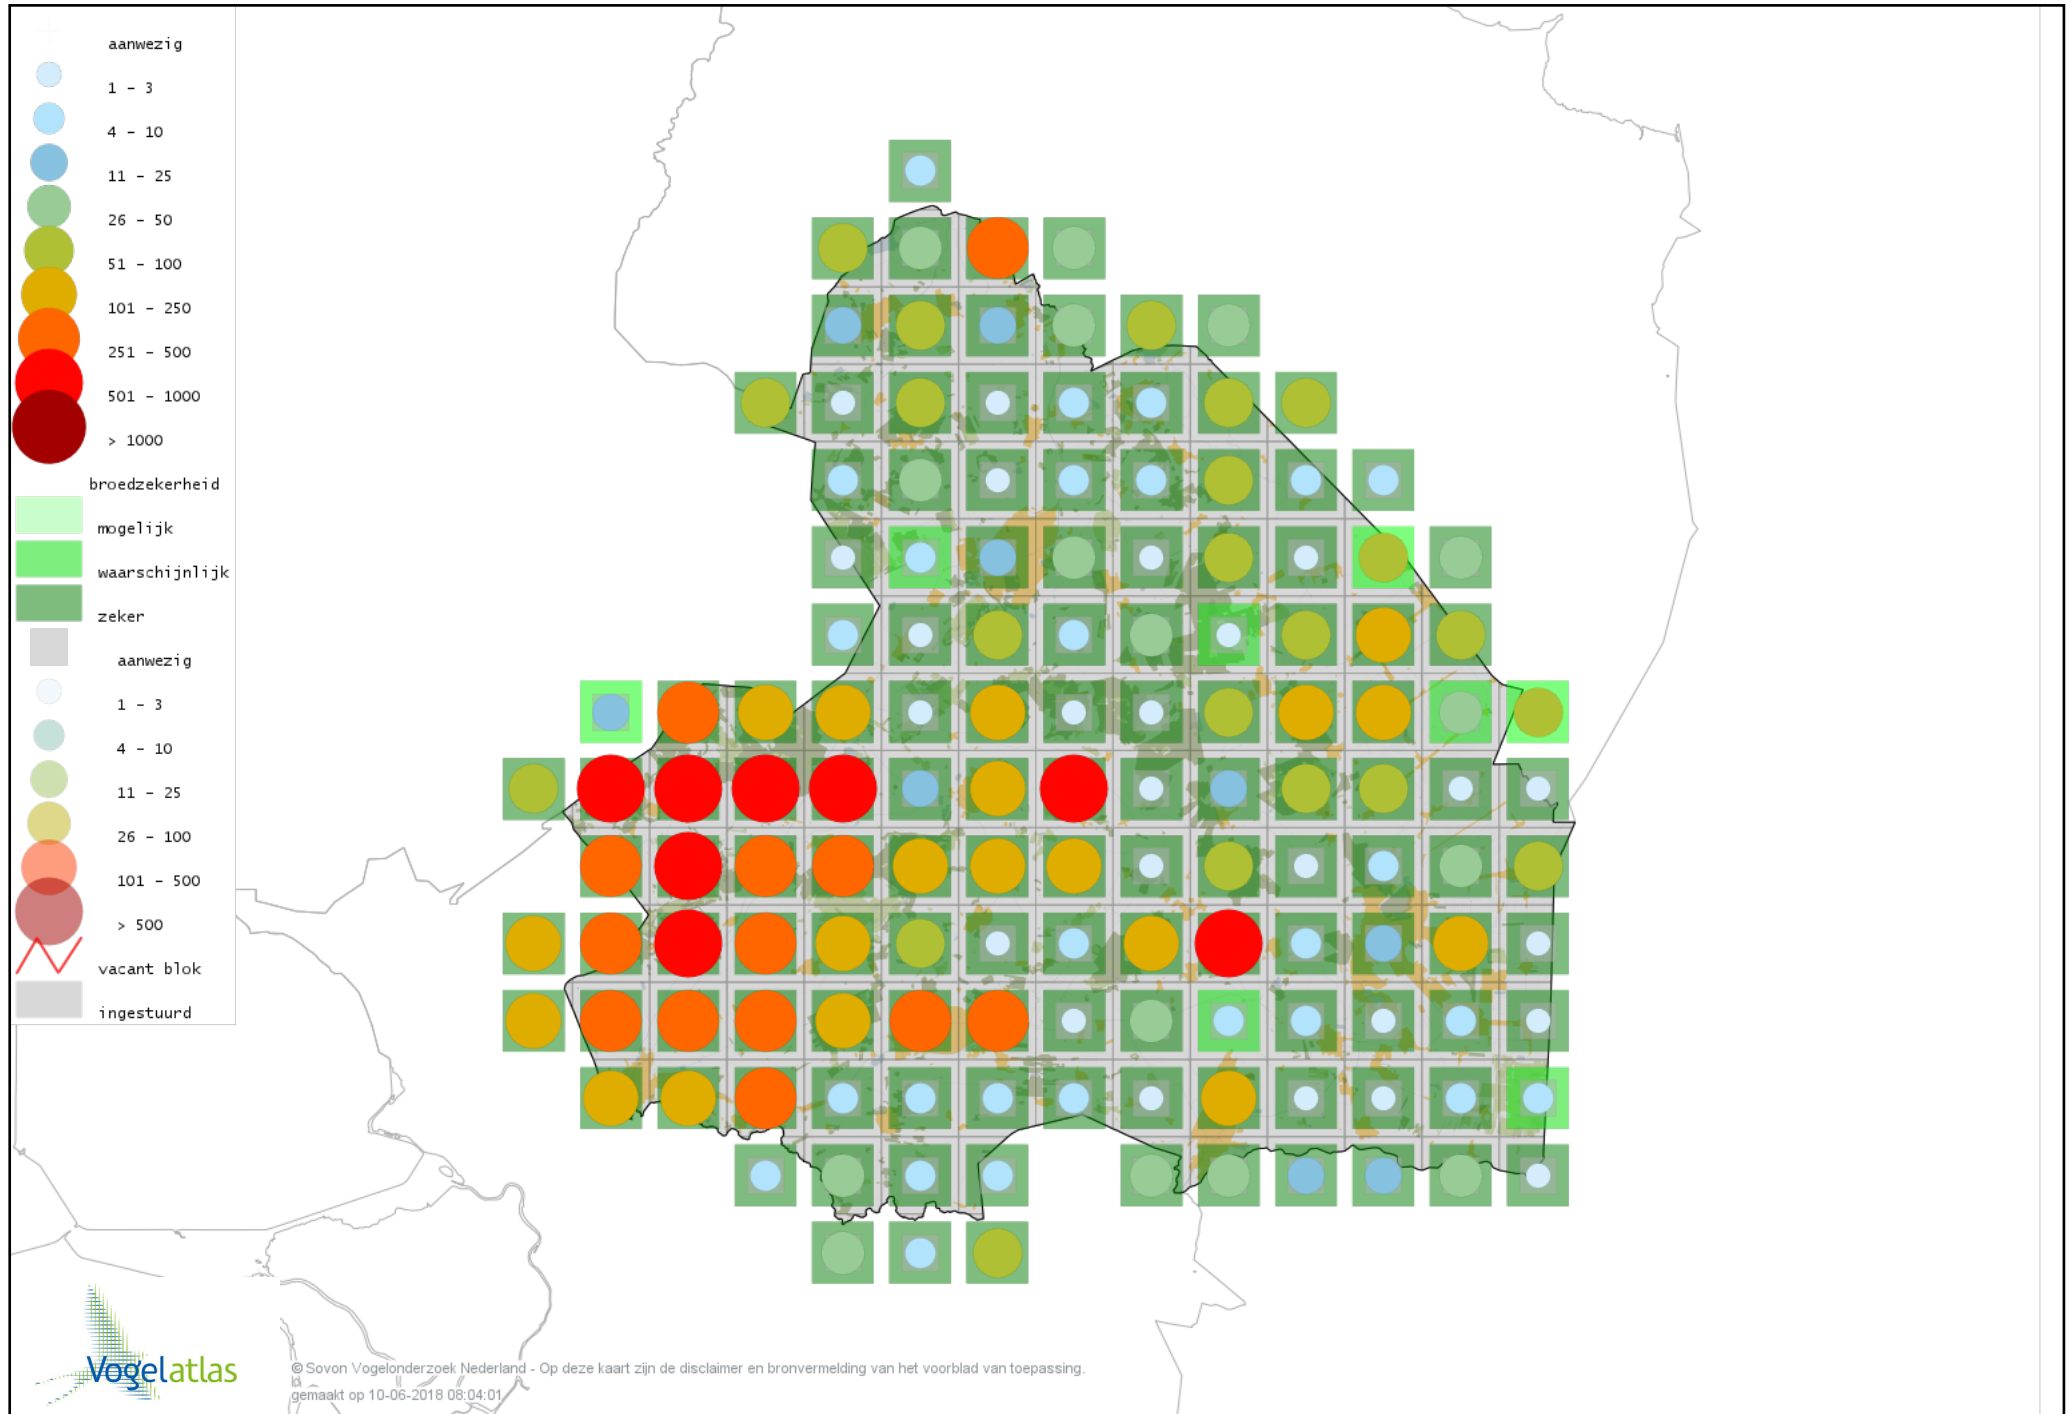 aanwezig
1 - 3
4 - 10
11 - 25
26 - 50
51 - 100
101 - 250
251 - 500
501 - 1000
> 1000
broedzekerheid
mogelijk
waarschijnlijk
zeker
aanwezig
1 - 3
4 - 10
11 - 25
26 - 100
101 - 500
> 500
vacant blok
ingestuurd
Vogelatlas
© Sovon Vogelonderzoek Nederland - Op deze kaart zijn de disclaimer en bronvermelding van het voorblad van toepassing.
gemaakt op 10-06-2018 08:04:01